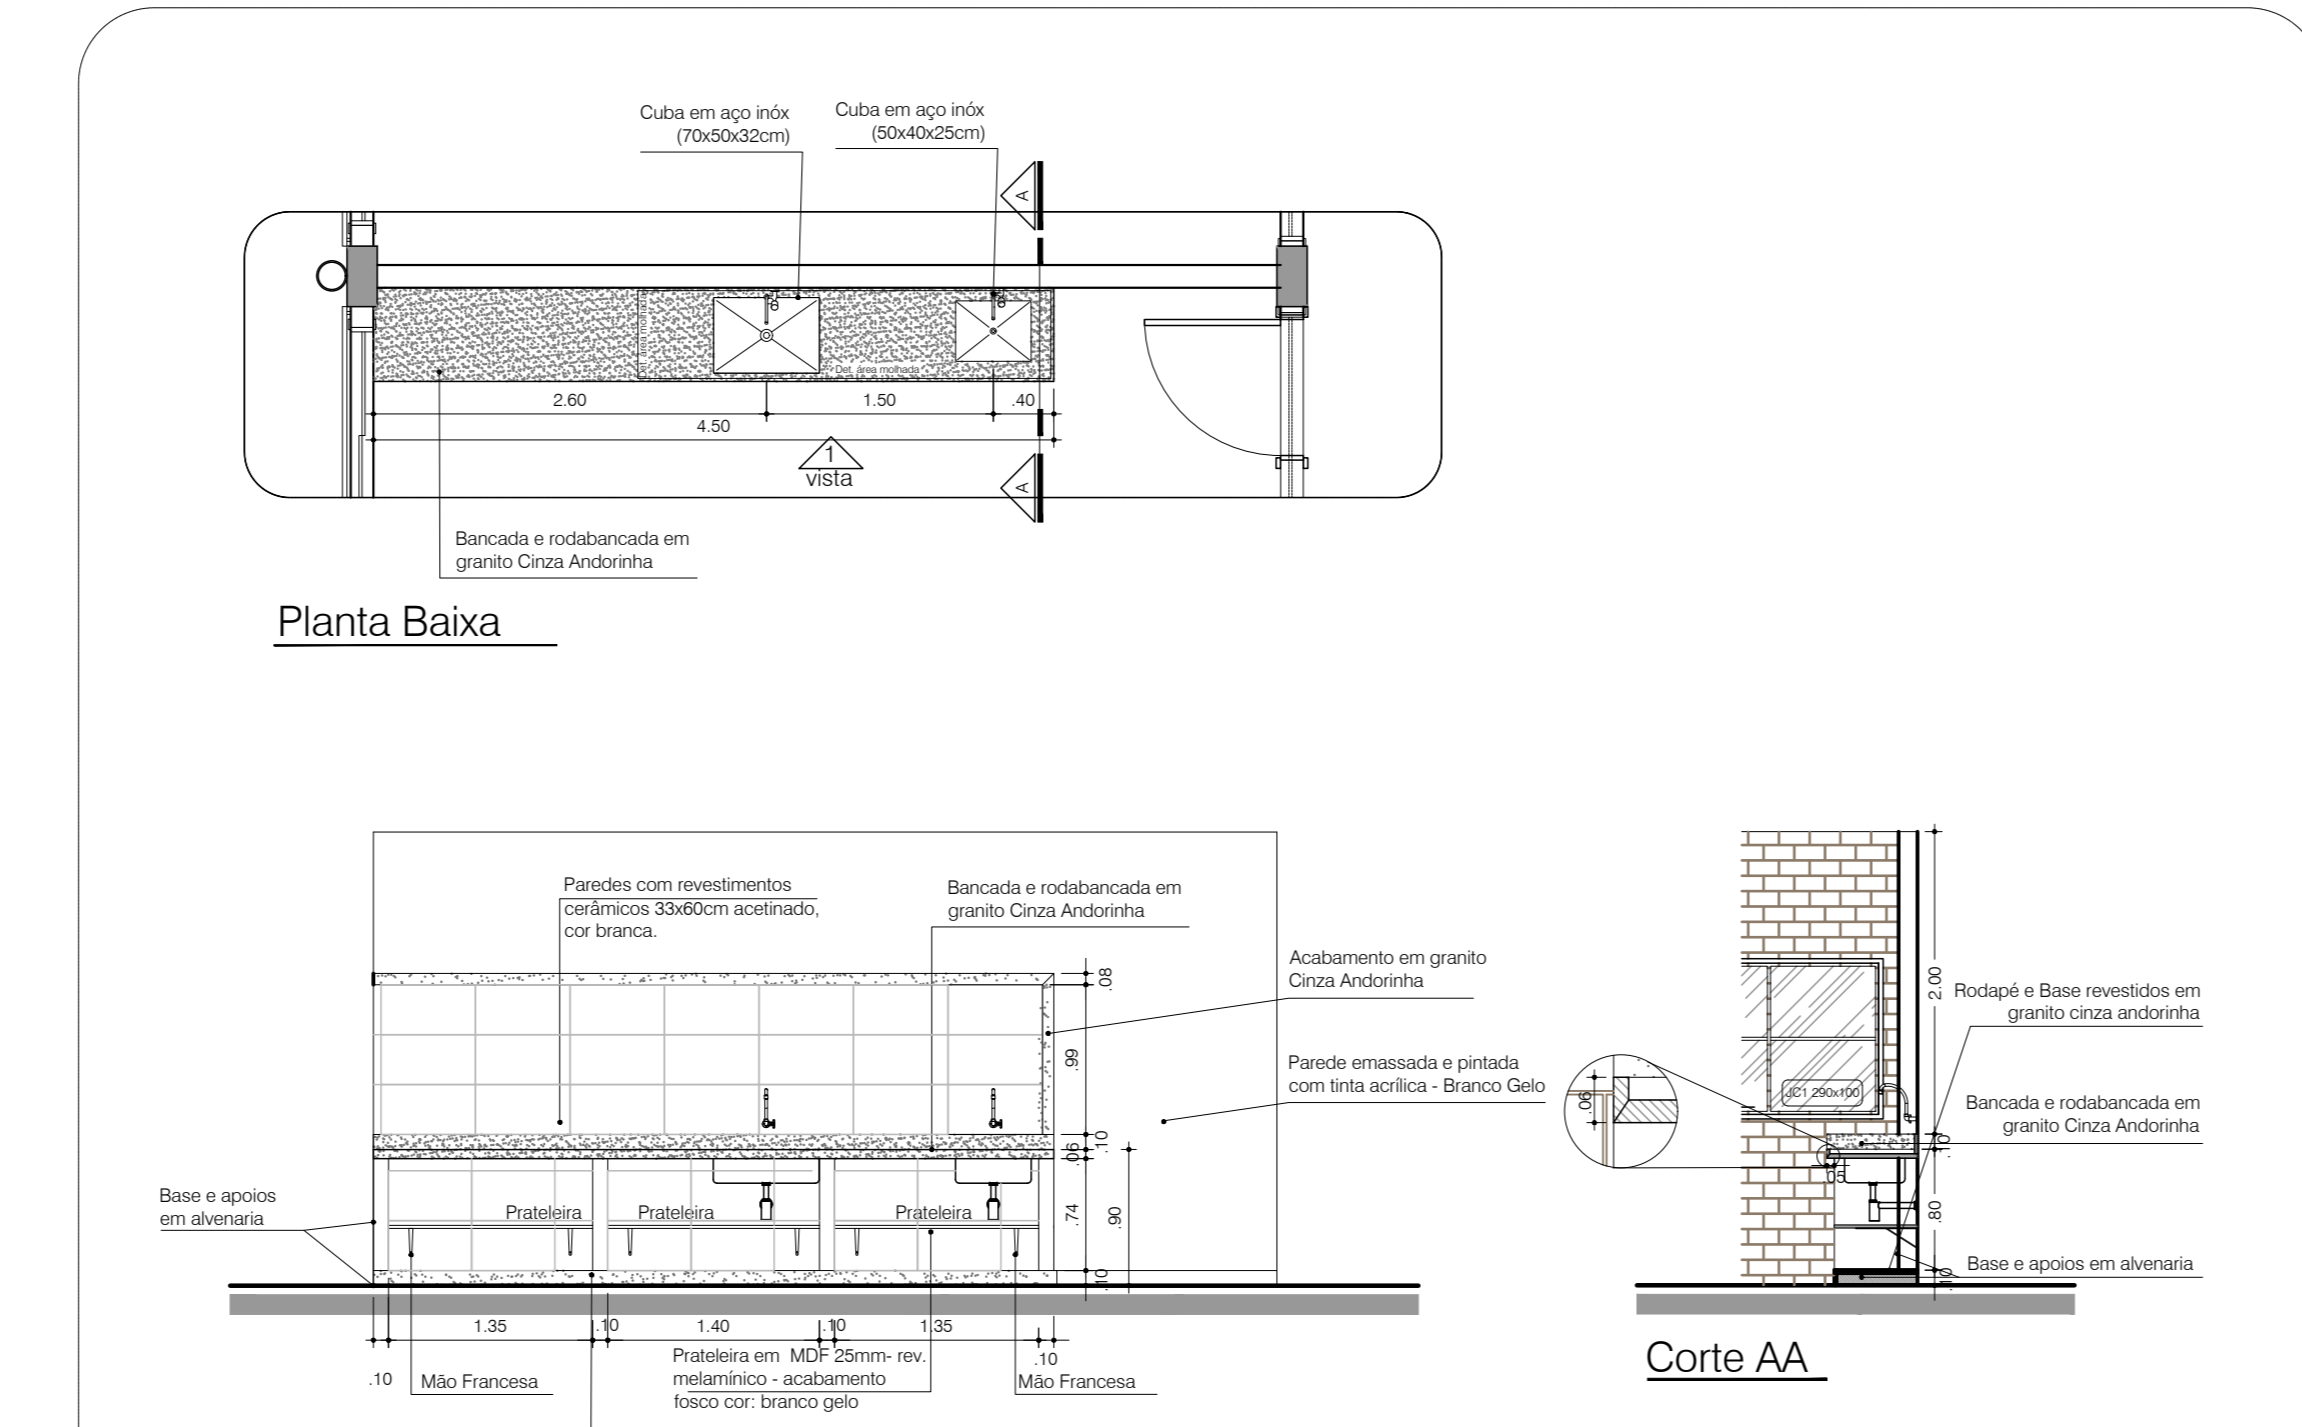 Cuba em aço inóx
(70x50x32cm)
Cuba em aço inóx
(50x40x25cm)
A
Det. área molhada
Det. área molhada
2.60
1.50
.40
4.50
1
vista
A
Bancada e rodabancada em
granito Cinza Andorinha
Planta Baixa
Paredes com revestimentos
cerâmicos 33x60cm acetinado,
cor branca.
Bancada e rodabancada em
granito Cinza Andorinha
Acabamento em granito
Cinza Andorinha
Parede emassada e pintada
com tinta acrílica - Branco Gelo
.08
.99
.10
.06
.74
.90
.10
Base e apoios
em alvenaria
Prateleira
Prateleira
Prateleira
1.35
.10
1.40
.10
1.35
.10
.10
Mão Francesa
Prateleira em MDF 25mm- rev.
melamínico - acabamento
fosco cor: branco gelo
Mão Francesa
.06
JC1 290x100
2.00
Rodapé e Base revestidos em
granito cinza andorinha
Bancada e rodabancada em
granito Cinza Andorinha
.10
.05
.80
Base e apoios em alvenaria
.10
Corte AA